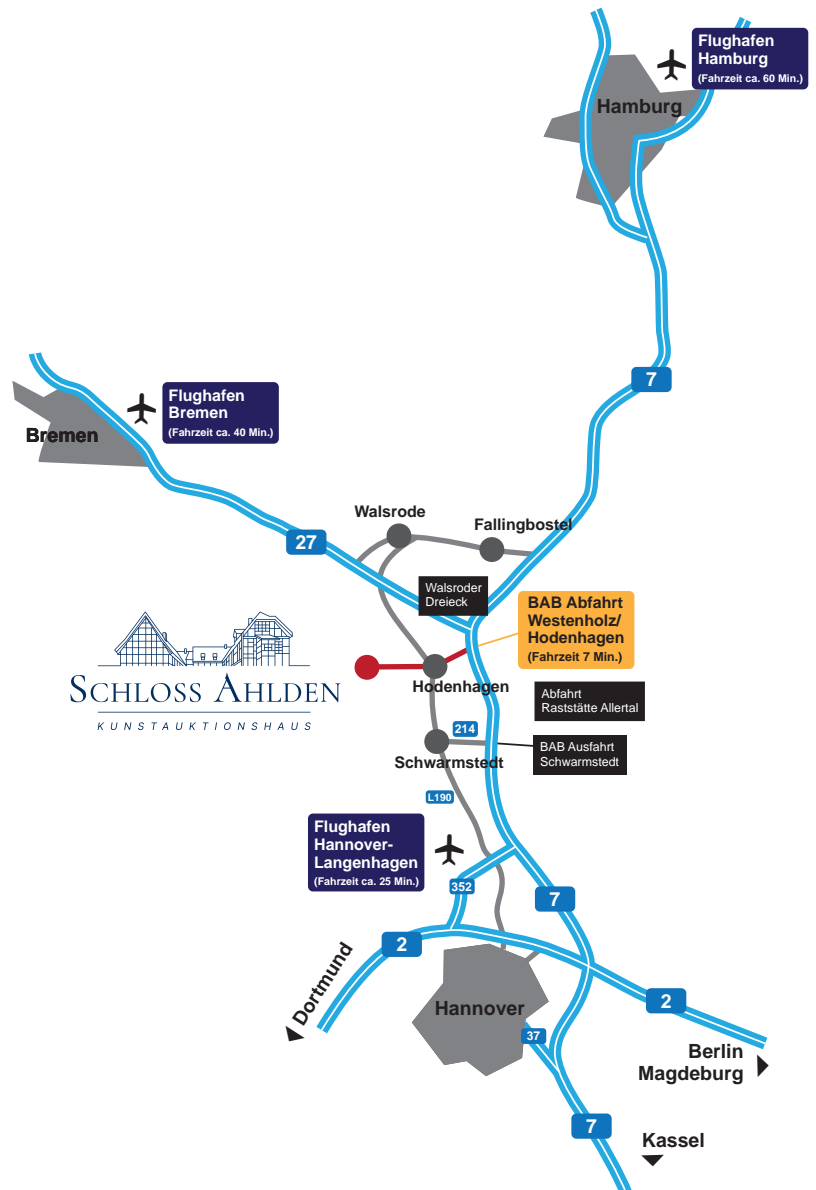 Flughafen
Hamburg
(Fahrzeit ca. 60 Min.)
Hamburg
7
Flughafen
Bremen
(Fahrzeit ca. 40 Min.)
Bremen
Walsrode
Fallingbostel
27
Walsroder
Dreieck
BAB Abfahrt
Westenholz/
Hodenhagen
(Fahrzeit 7 Min.)
SCHLOSS AHLDEN
KUNSTAUKTIONSHAUS
Hodenhagen
Abfahrt
Raststätte Allertal
214
BAB Ausfahrt
Schwarmstedt
Schwarmstedt
L190
Flughafen
Hannover-
Langenhagen
(Fahrzeit ca. 25 Min.)
352
7
2
Dortmund
Hannover
2
37
Berlin
Magdeburg
7
Kassel